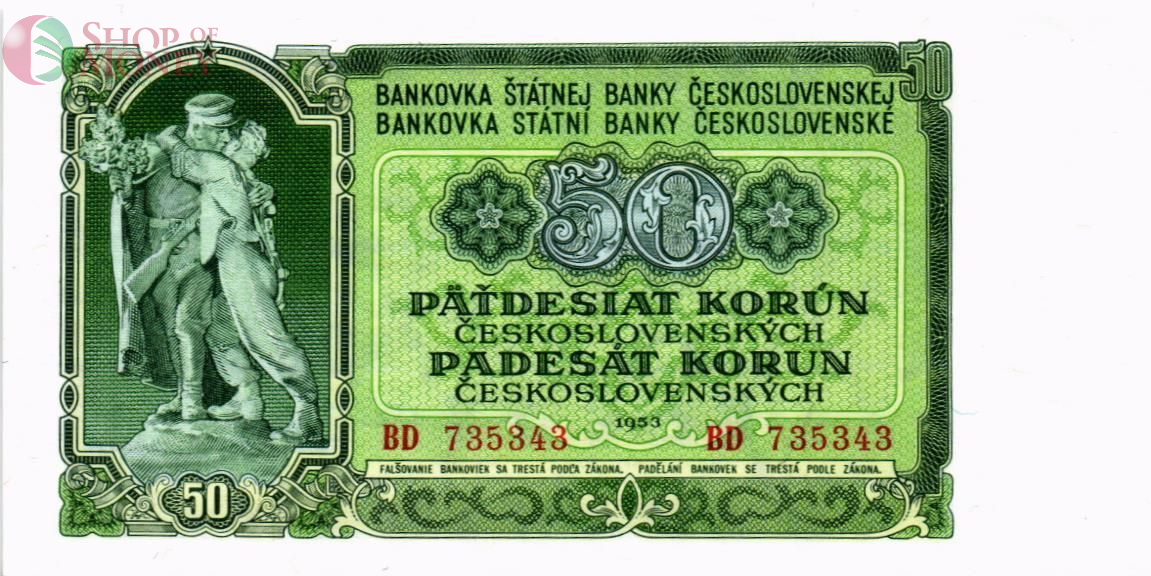 SHOP OF
MONEY
50
BANKOVKA ŠTÁTNEJ BANKY ČESKOSLOVENSKEJ
BANKOVKA STÁTNÍ BANKY ČESKOSLOVENSKÉ
50
PÄŤDESIAT KORÚN
ČESKOSLOVENSKÝCH
PADESÁT KORUN
ČESKOSLOVENSKÝCH
1953
BD 735343 BD 735343
FALŠOVANIE BANKOVIEK SA TRESTÁ PODĽA ZÁKONA. PADĚLÁNÍ BANKOVEK SE TRESTÁ PODLE ZÁKONA.
50